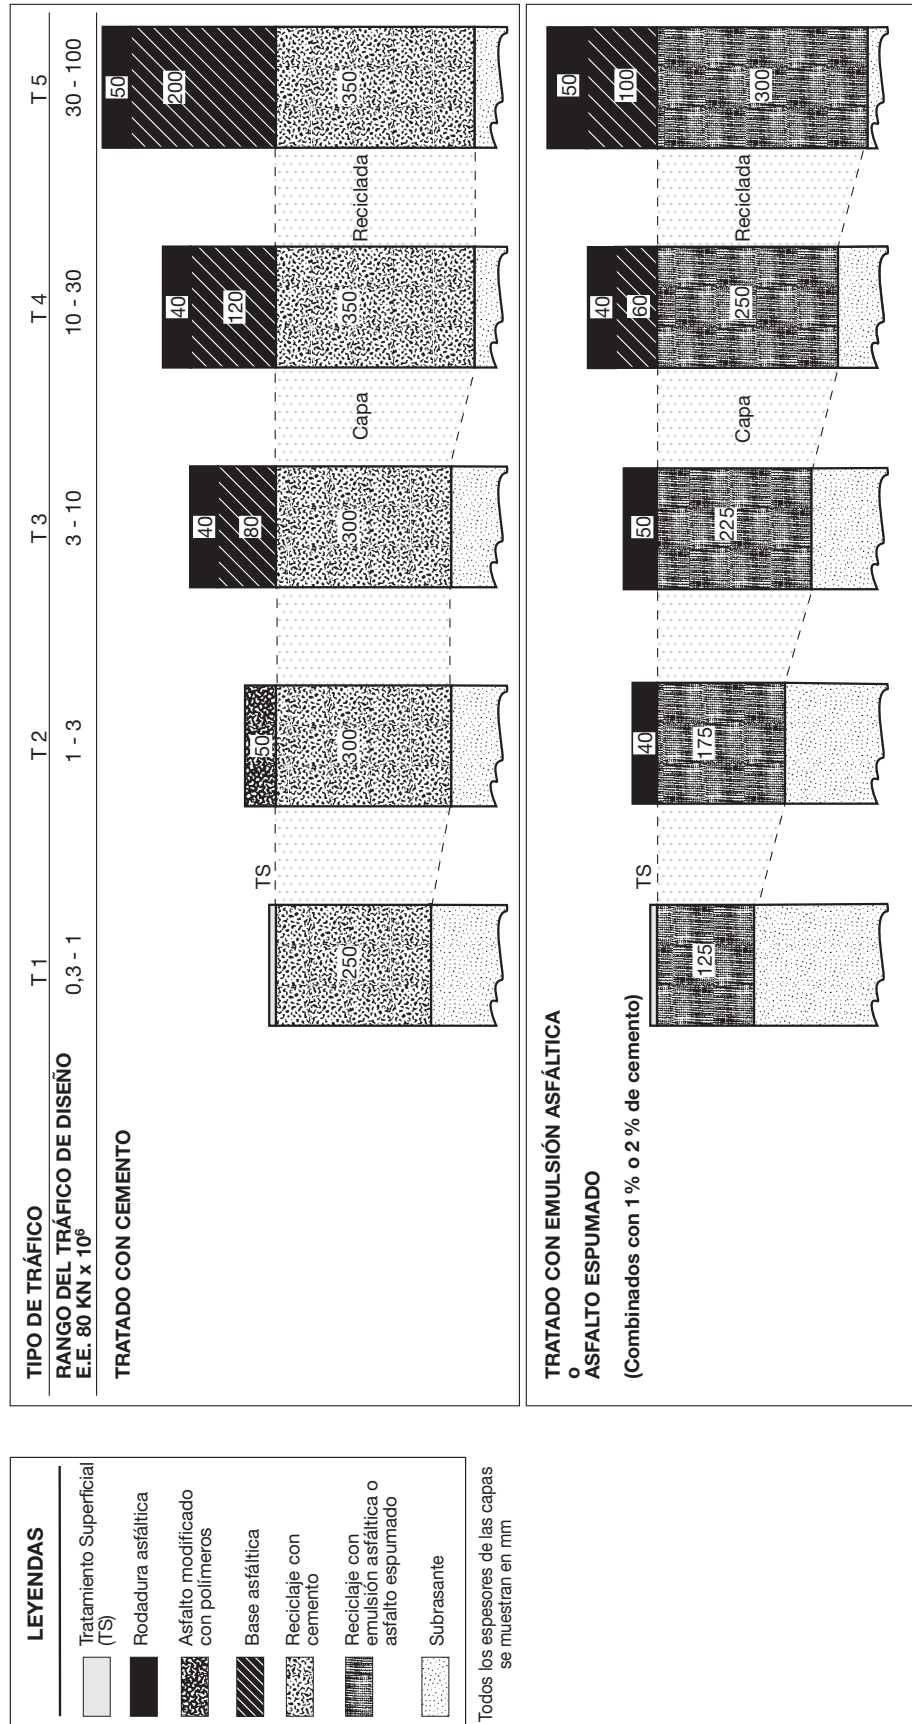 TIPO DE TRÁFICO
T 1 T 2 T 3 T 4 T 5
RANGO DEL TRÁFICO DE DISEÑO
E.E. 80 KN x 10⁶
0,3 - 1 1 - 3 3 - 10 10 - 30 30 - 100
TRATADO CON CEMENTO
TS
250
50
300
40
80
300
Capa
40
120
350
Reciclada
50
200
350
TRATADO CON EMULSIÓN ASFÁLTICA
O
ASFALTO ESPUMADO
(Combinados con 1 % o 2 % de cemento)
TS
125
40
175
50
225
Capa
40
60
250
Reciclada
50
100
300
LEYENDAS
Tratamiento Superficial
(TS)
Rodadura asfáltica
Asfalto modificado
con polímeros
Base asfáltica
Reciclaje con
cemento
Reciclaje con
emulsión asfáltica o
asfalto espumado
Subrasante
Todos los espesores de las capas
se muestran en mm